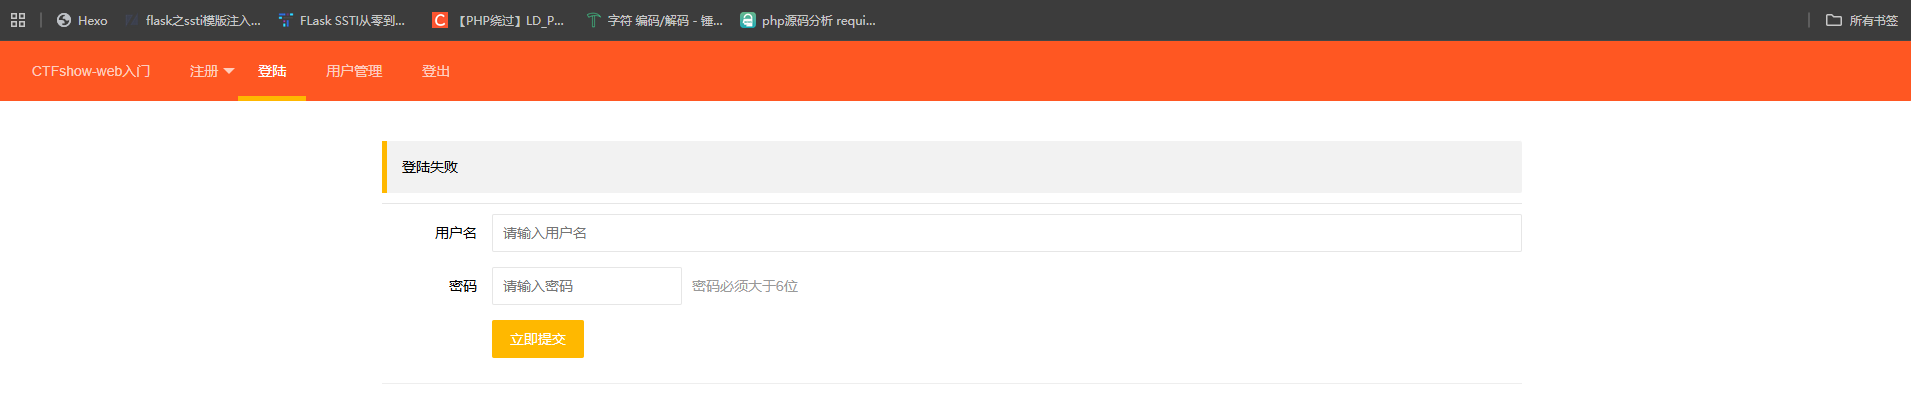 Hexo flask之ssti模版注入... FLask SSTI从零到... 【PHP绕过】LD_P... 字符 编码/解码 - 锤... php源码分析 requi... 所有书签
CTFshow-web入门 注册 登陆 用户管理 登出
登陆失败
用户名 请输入用户名
密码 请输入密码 密码必须大于6位
立即提交